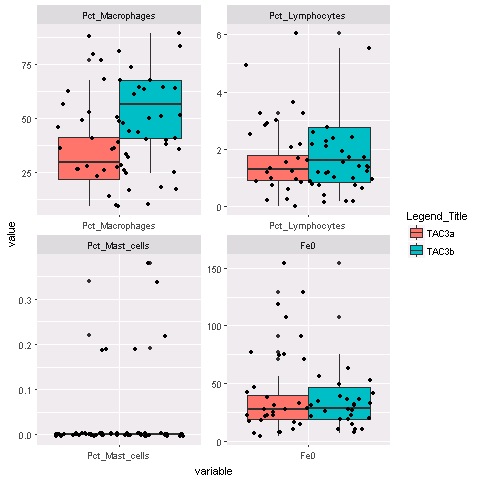 Pct_Macrophages
Pct_Lymphocytes
75
50
25
6
4
2
0
Pct_Macrophages
Pct_Lymphocytes
Pct_Mast_cells
Fe0
0.3
0.2
0.1
0.0
150
100
50
0
Pct_Mast_cells
Fe0
variable
value
Legend_Title
TAC3a
TAC3b